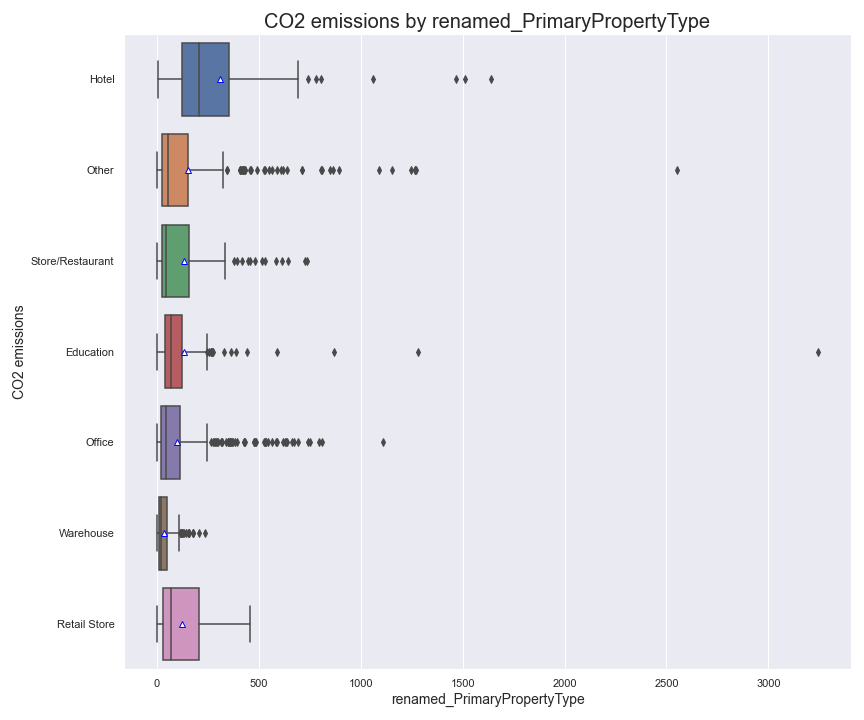 CO2 emissions by renamed_PrimaryPropertyType
Hotel
Other
Store/Restaurant
Education
Office
Warehouse
Retail Store
CO2 emissions
0 500 1000 1500 2000 2500 3000
renamed_PrimaryPropertyType